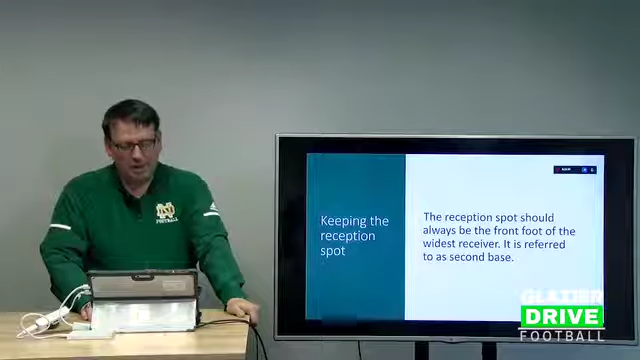 Keeping the
reception
spot
The reception spot should
always be the front foot of the
widest receiver. It is referred
to as second base.
FOOTBALL
GLAZIER
DRIVE
FOOTBALL